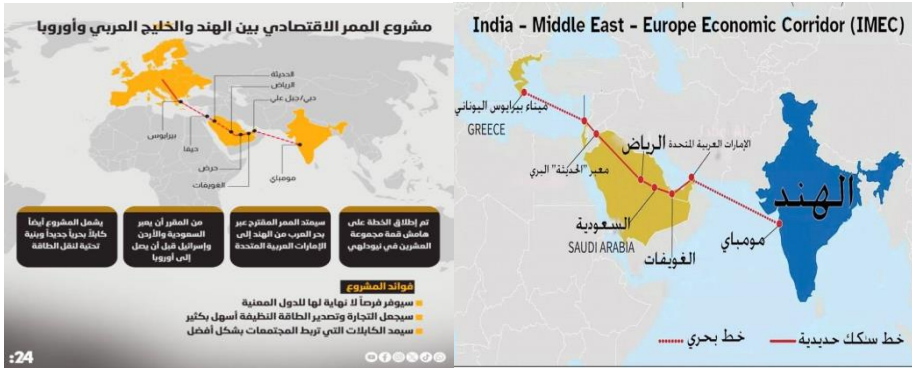 مشروع الممر الاقتصادي بين الهند والخليج العربي وأوروبا
الحديثة
الرياض
دبي/جبل علي
بيرايوس
حيفا
حرض
الغويفات
مومباي
تم إطلاق الخطة على
هامش قمة مجموعة
العشرين في نيودلهي
سيعتمد الممر المقترح عبر
بحر العرب من الهند إلى
الإمارات العربية المتحدة
من المقرر أن يعبر
السعودية والأردن
وإسرائيل قبل أن يصل
إلى أوروبا
يشمل المشروع أيضاً
كابلاً بحرياً جديداً وبنية
تحتية لنقل الطاقة
فوائد المشروع
سيوفر فرصاً لا نهاية لها للدول المعنية
سيجعل التجارة وتصدير الطاقة النظيفة أسهل بكثير
سيمد الكابلات التي تربط المجتمعات بشكل أفضل
:24
India – Middle East – Europe Economic Corridor (IMEC)
ميناء بيرايوس اليوناني
GREECE
معبر "الحديثة" البري
الرياض
الإمارات العربية المتحدة
السعودية
SAUDI ARABIA
الغويفات
الهند
مومباي
خط سكك حديدية
خط بحري